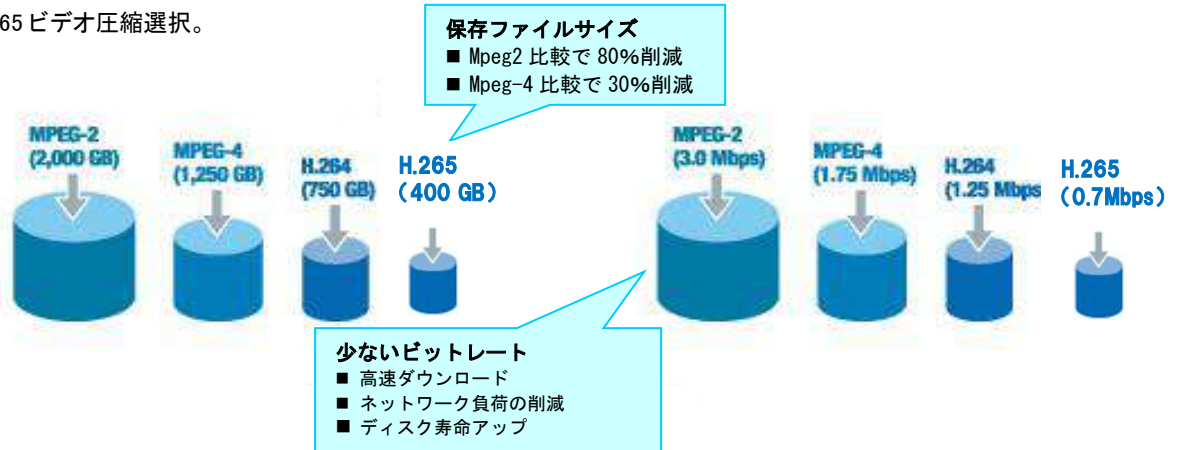 65 ビデオ圧縮選択。
保存ファイルサイズ
■ Mpeg2 比較で 80%削減
■ Mpeg-4 比較で 30%削減
MPEG-2
(2,000 GB)
MPEG-4
(1,250 GB)
H.264
(750 GB)
H.265
(400 GB)
MPEG-2
(3.0 Mbps)
MPEG-4
(1.75 Mbps)
H.264
(1.25 Mbps
H.265
(0.7Mbps)
少ないビットレート
■ 高速ダウンロード
■ ネットワーク負荷の削減
■ ディスク寿命アップ